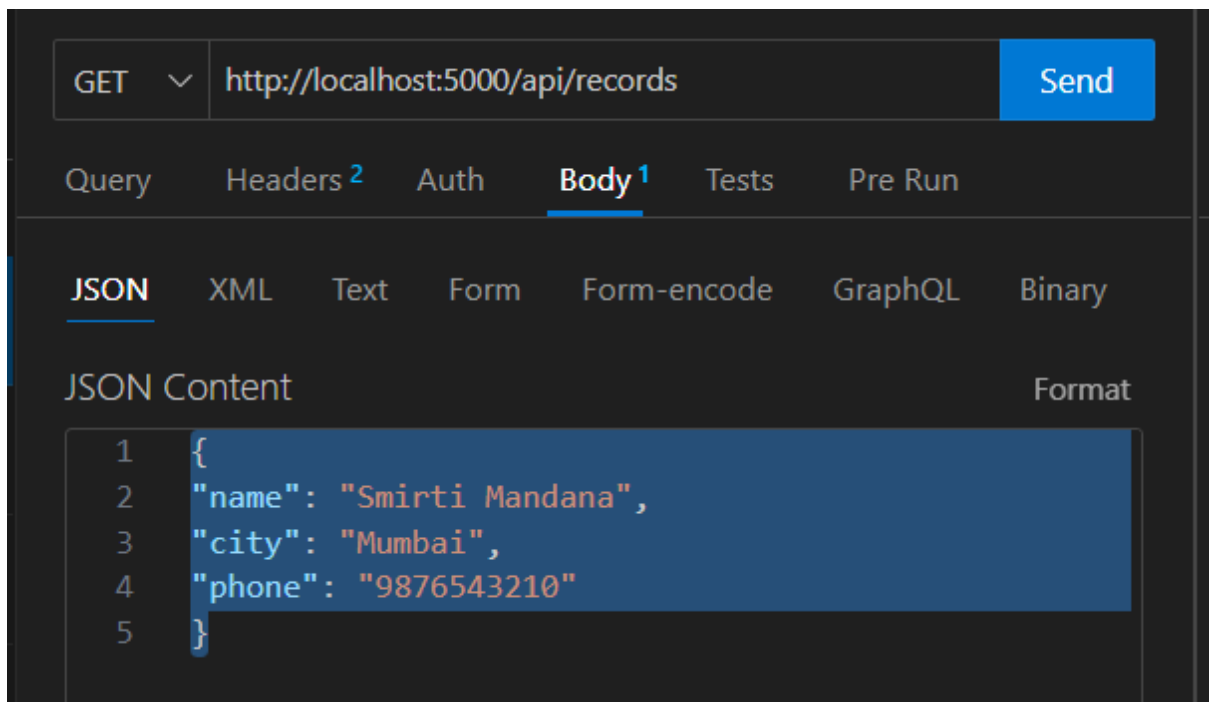 GET http://localhost:5000/api/records Send
Query Headers 2 Auth Body 1 Tests Pre Run
JSON XML Text Form Form-encode GraphQL Binary
JSON Content Format
1 {
2 "name": "Smirti Mandana",
3 "city": "Mumbai",
4 "phone": "9876543210"
5 }